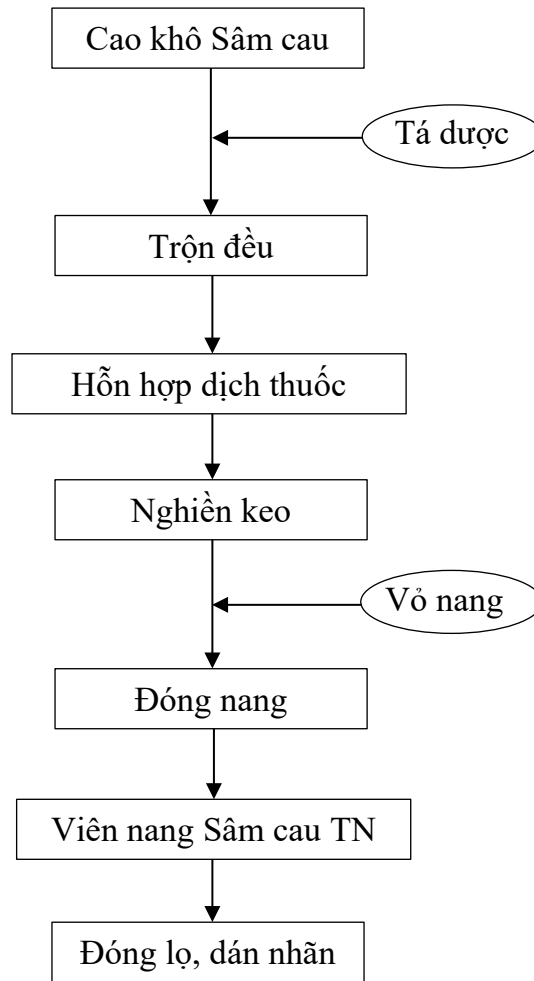 Cao khô Sâm cau
Tá dược
Trộn đều
Hỗn hợp dịch thuốc
Nghiền keo
Vỏ nang
Đóng nang
Viên nang Sâm cau TN
Đóng lọ, dán nhãn